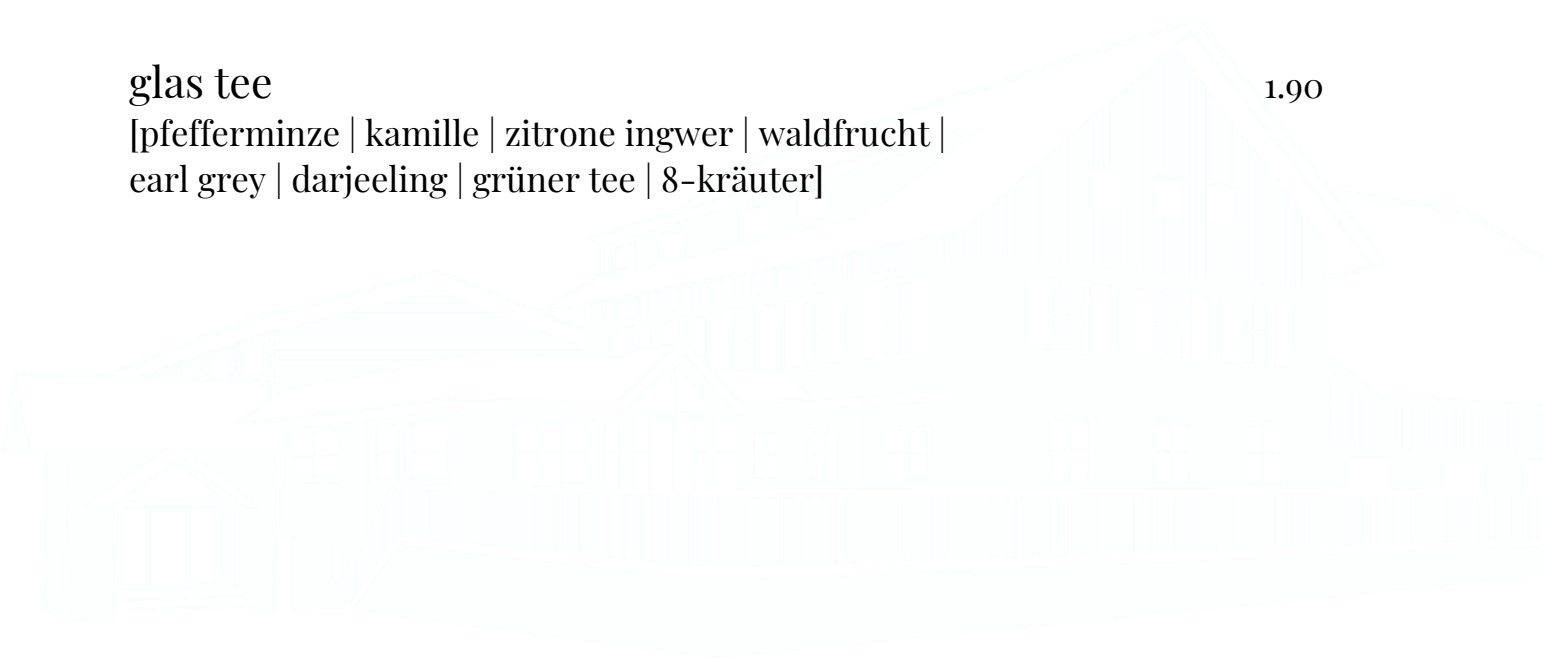 glas tee 1.90
[pfefferminze | kamille | zitrone ingwer | waldfrucht |
earl grey | darjeeling | grüner tee | 8-kräuter]